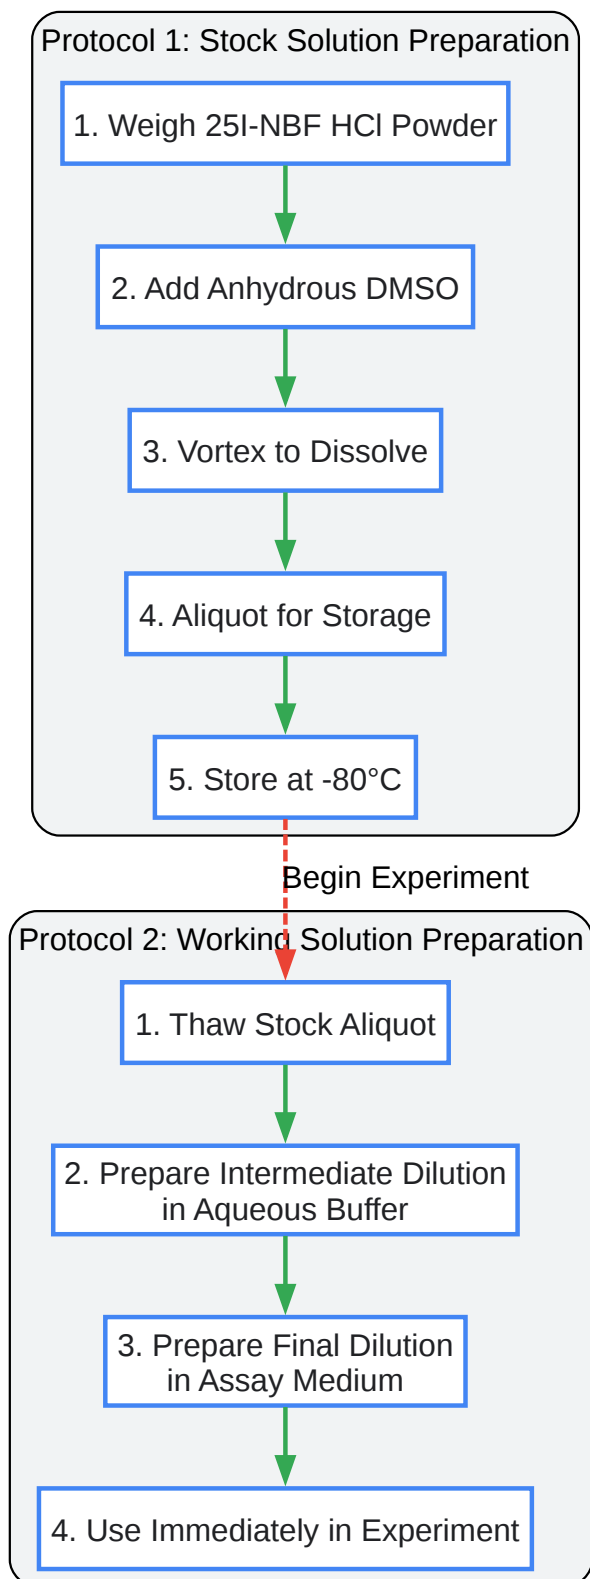 Protocol 1: Stock Solution Preparation
1. Weigh 25I-NBF HCl Powder
2. Add Anhydrous DMSO
3. Vortex to Dissolve
4. Aliquot for Storage
5. Store at -80°C
Begin Experiment
Protocol 2: Working Solution Preparation
1. Thaw Stock Aliquot
2. Prepare Intermediate Dilution
in Aqueous Buffer
3. Prepare Final Dilution
in Assay Medium
4. Use Immediately in Experiment